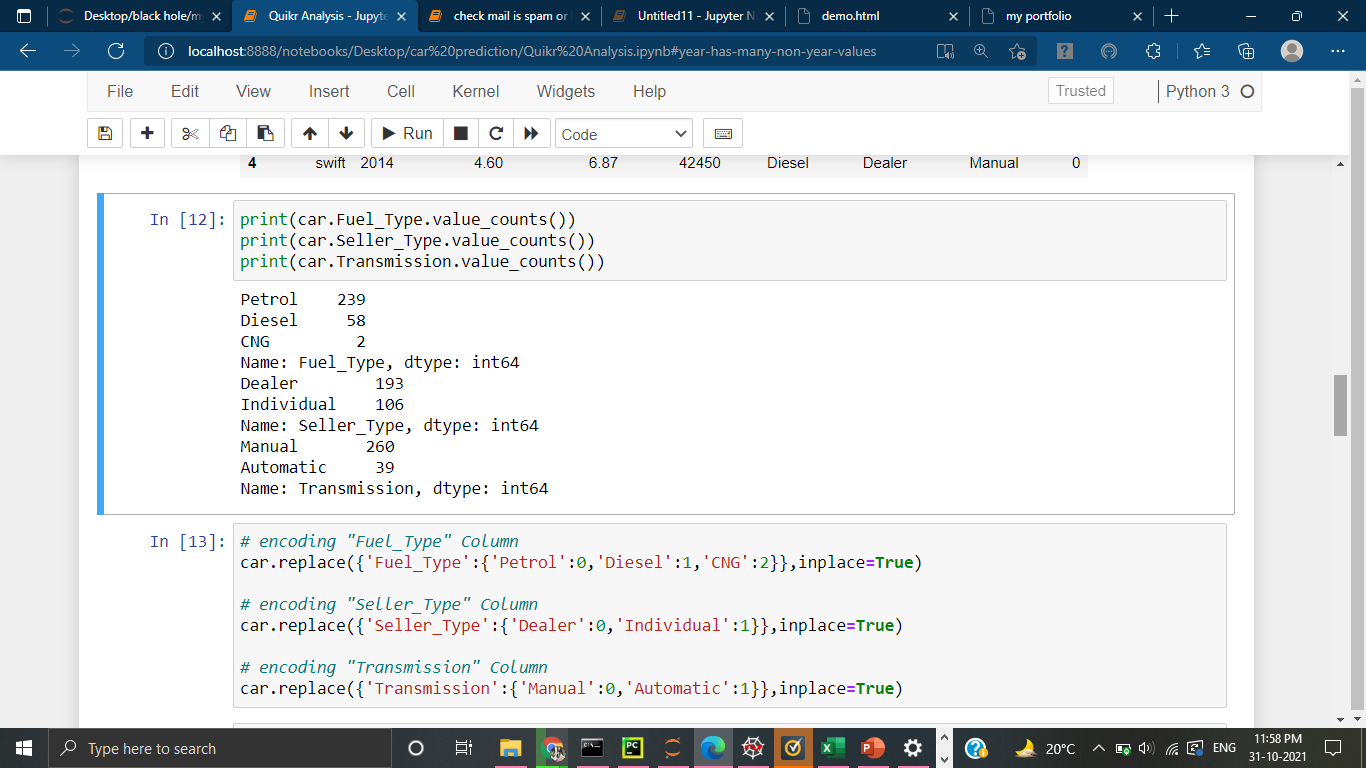 Desktop/black hole/my
Quikr Analysis - Jupyte
check mail is spam or
Untitled11 - Jupyter N
demo.html
my portfolio
localhost:8888/notebooks/Desktop/car%20prediction/Quikr%20Analysis.ipynb#year-has-many-non-year-values
File Edit View Insert Cell Kernel Widgets Help Trusted Python 3
Run Code
4 swift 2014 4.60 6.87 42450 Diesel Dealer Manual 0
In [12]: print(car.Fuel_Type.value_counts())
print(car.Seller_Type.value_counts())
print(car.Transmission.value_counts())
Petrol 239
Diesel 58
CNG 2
Name: Fuel_Type, dtype: int64
Dealer 193
Individual 106
Name: Seller_Type, dtype: int64
Manual 260
Automatic 39
Name: Transmission, dtype: int64
In [13]: # encoding "Fuel_Type" Column
car.replace({'Fuel_Type':{'Petrol':0,'Diesel':1,'CNG':2}},inplace=True)
# encoding "Seller_Type" Column
car.replace({'Seller_Type':{'Dealer':0,'Individual':1}},inplace=True)
# encoding "Transmission" Column
car.replace({'Transmission':{'Manual':0,'Automatic':1}},inplace=True)
Type here to search
PC
20°C
ENG
11:58 PM
31-10-2021